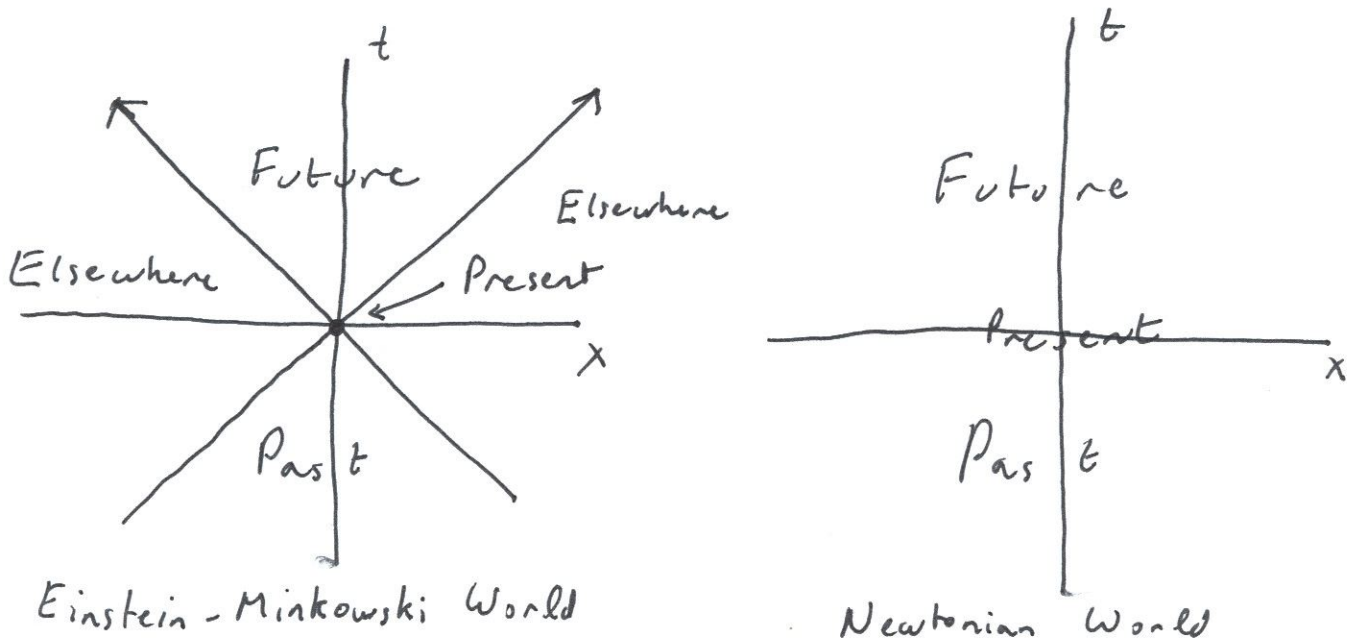 t
Future
Elsewhere
Elsewhere
Present
x
Past
Einstein - Minkowski World
t
Future
Present
x
Past
Newtonian World